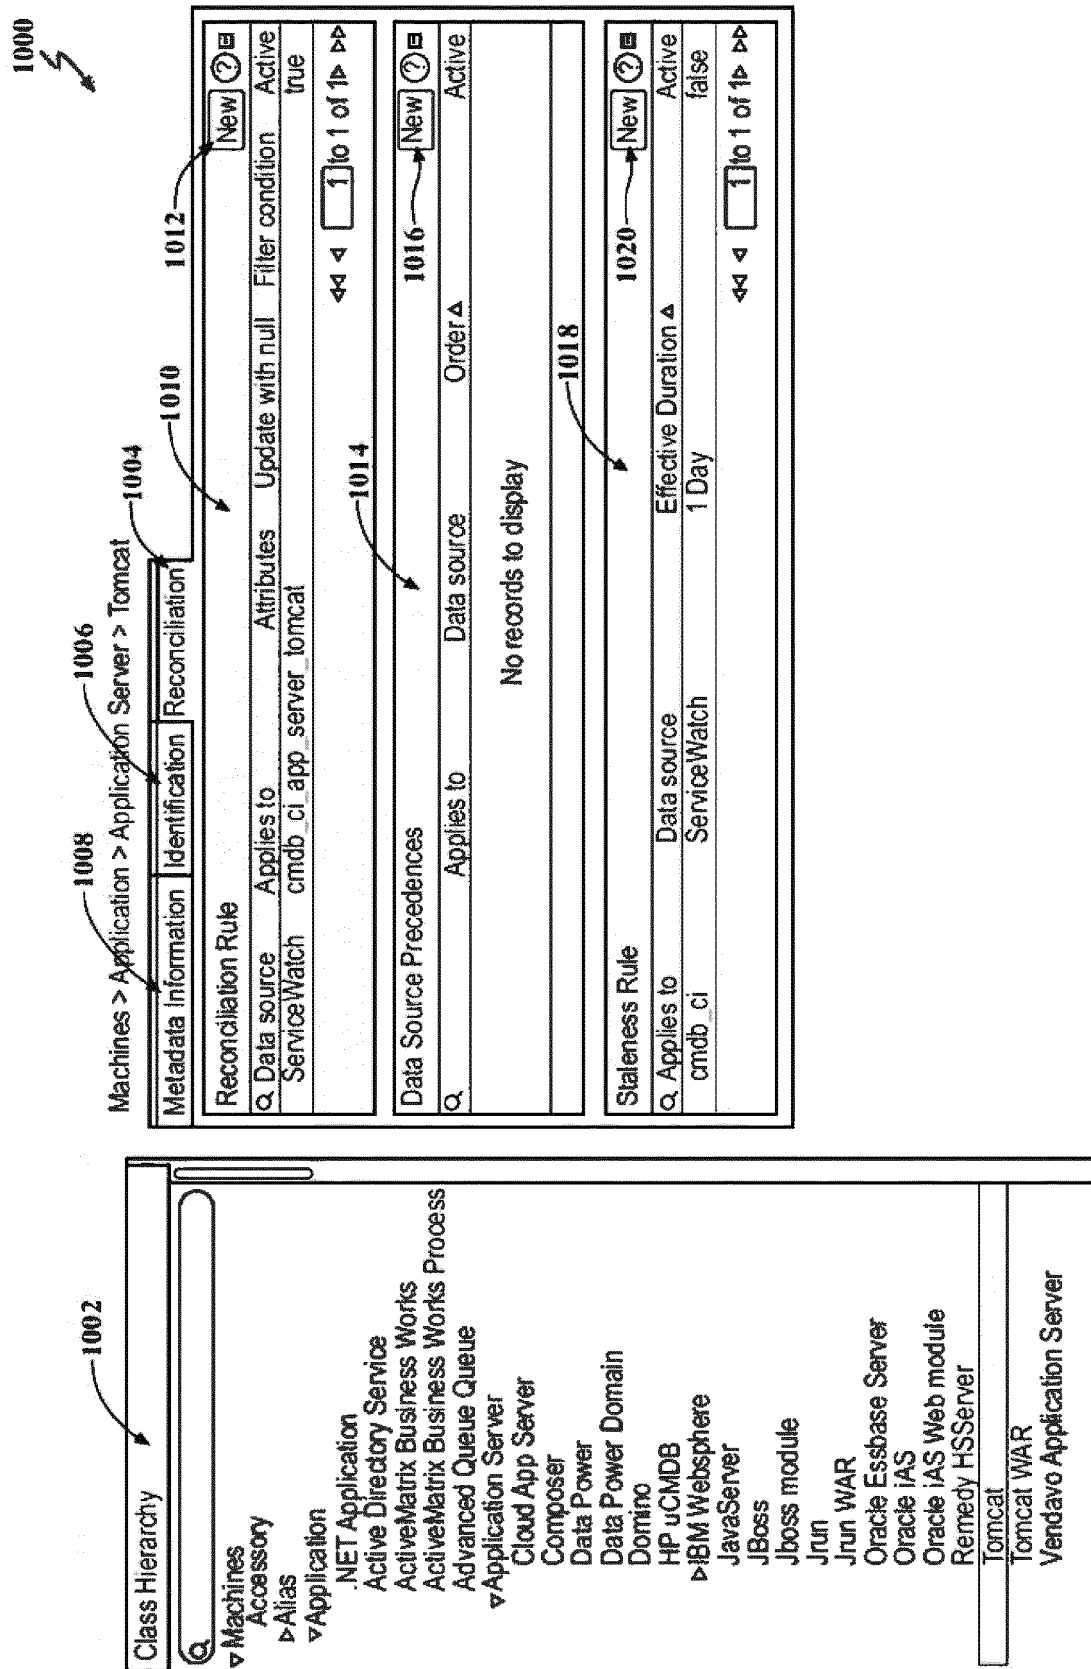 1000
1002
Class Hierarchy
▿Machines
Accessory
▹Alias
▿Application
.NET Application
Active Directory Service
ActiveMatrix Business Works
ActiveMatrix Business Works Process
Advanced Queue Queue
▿Application Server
Cloud App Server
Composer
Data Power
Data Power Domain
Domino
HP uCMDB
▹IBM Websphere
JavaServer
JBoss
Jboss module
Jrun
Jrun WAR
Oracle Essbase Server
Oracle iAS
Oracle iAS Web module
Remedy HSServer
Tomcat
Tomcat WAR
Vendavo Application Server
1008
1006
1004
Machines > Application > Application Server > Tomcat
Metadata Information Identification Reconciliation
1010
1012
Reconciliation Rule New ?
Data source Applies to Attributes Update with null Filter condition Active
ServiceWatch cmdb_ci_app_server_tomcat true
1 to 1 of 1
1014
1016
Data Source Precedences New ?
Applies to Data source Order Active
No records to display
1018
1020
Staleness Rule New ?
Applies to Data source Effective Duration Active
cmdb_ci ServiceWatch 1 Day false
1 to 1 of 1